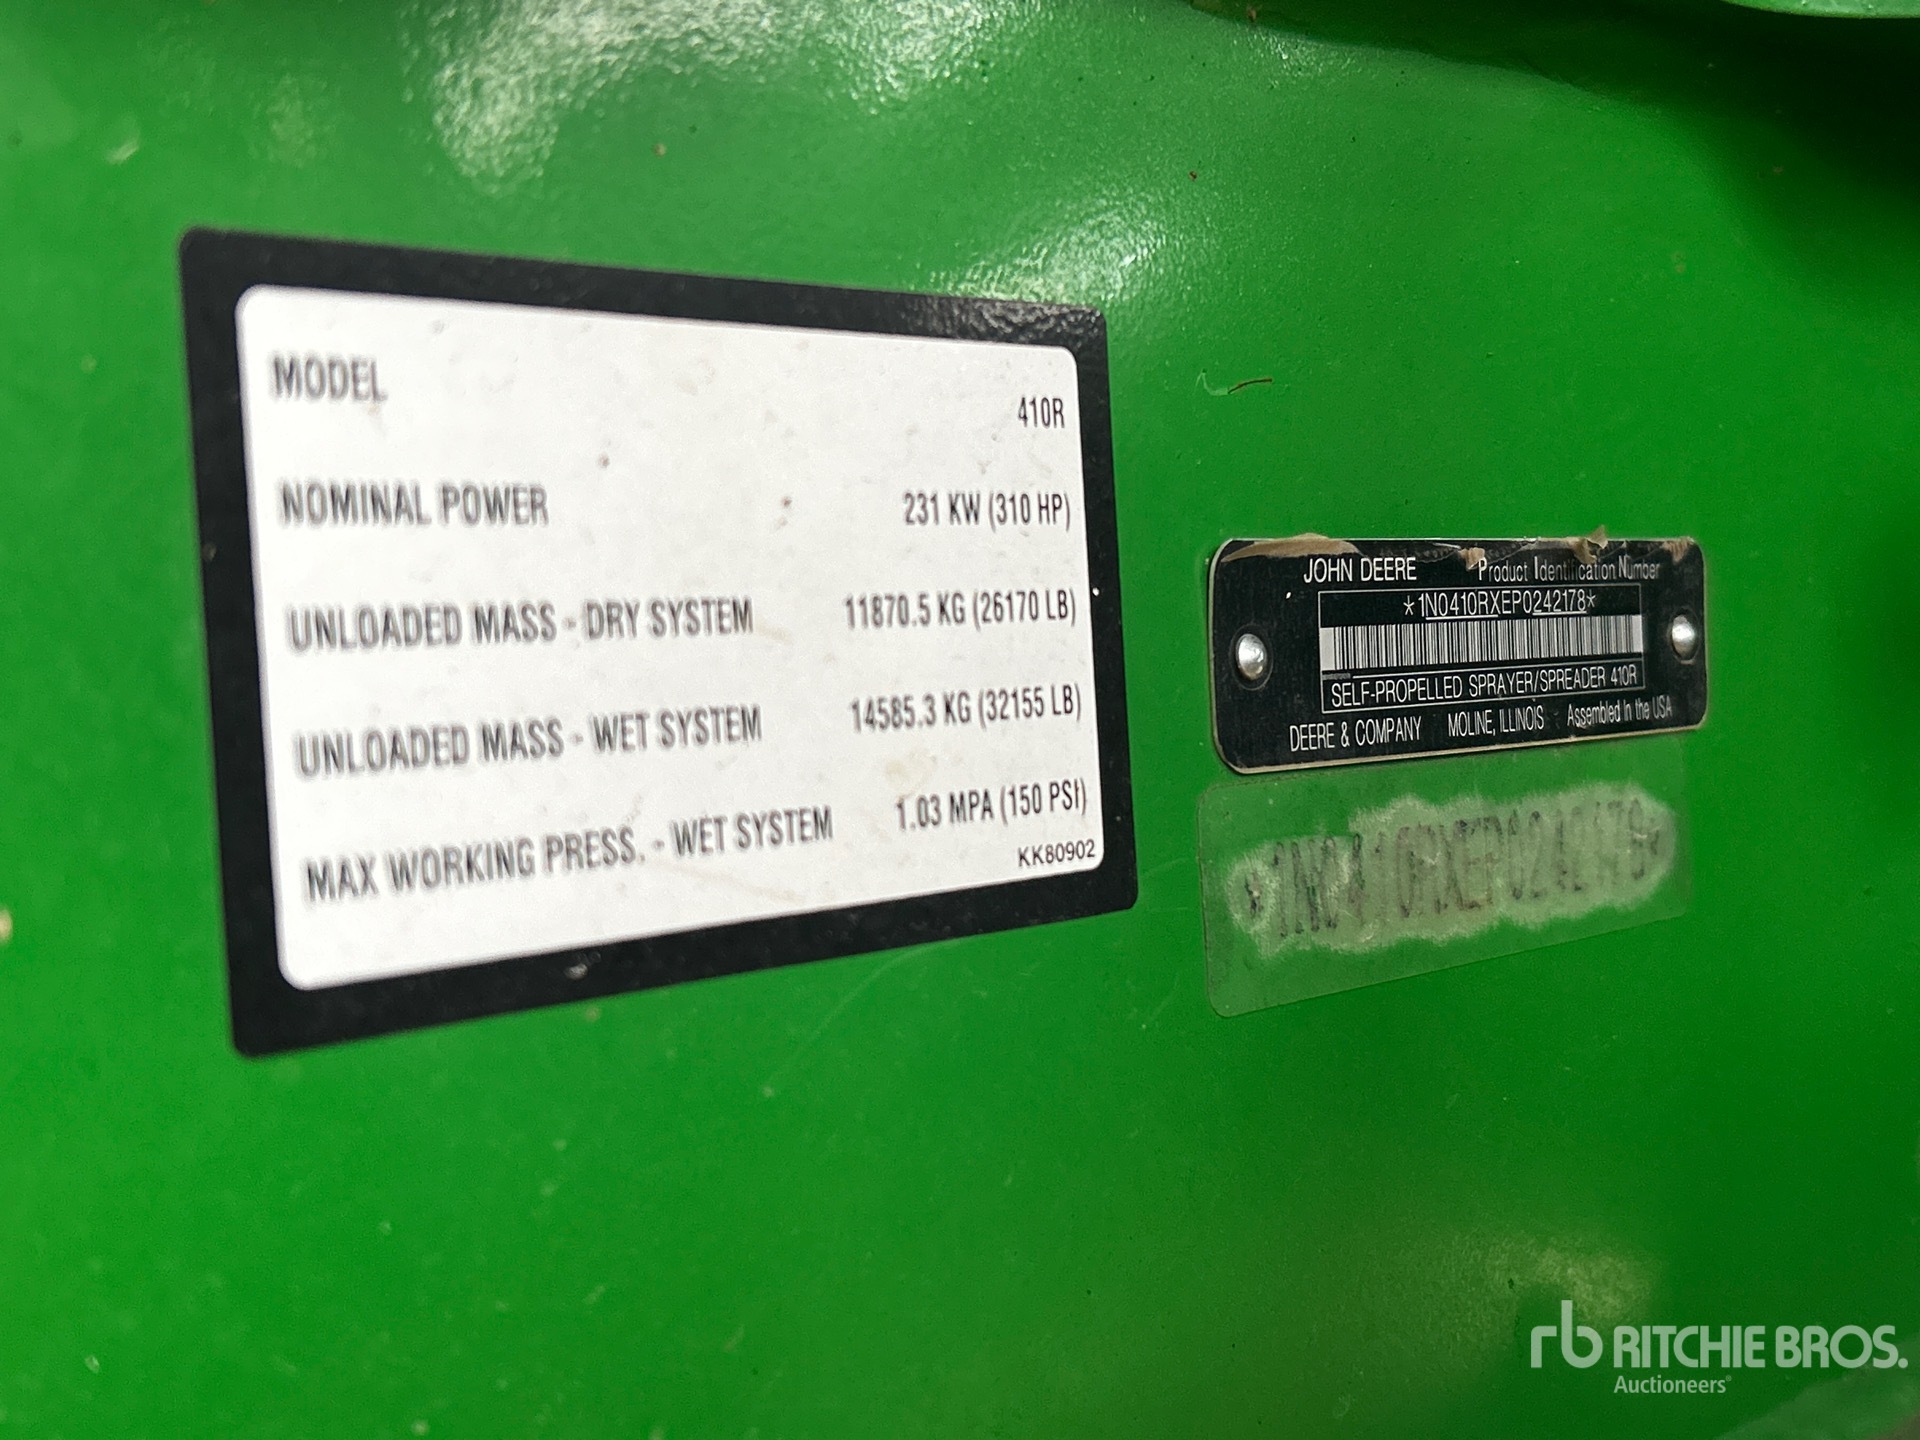 MODEL 410R
NOMINAL POWER 231 KW (310 HP)
UNLOADED MASS - DRY SYSTEM 11870.5 KG (26170 LB)
UNLOADED MASS - WET SYSTEM 14585.3 KG (32155 LB)
MAX WORKING PRESS. - WET SYSTEM 1.03 MPA (150 PSI)
KK80902
JOHN DEERE Product Identification Number
*1N0410RXEP0242178*
SELF-PROPELLED SPRAYER/SPREADER 410R
DEERE & COMPANY MOLINE, ILLINOIS Assembled In the USA
*1N0410RXEP0242178*
rb RITCHIE BROS.
Auctioneers